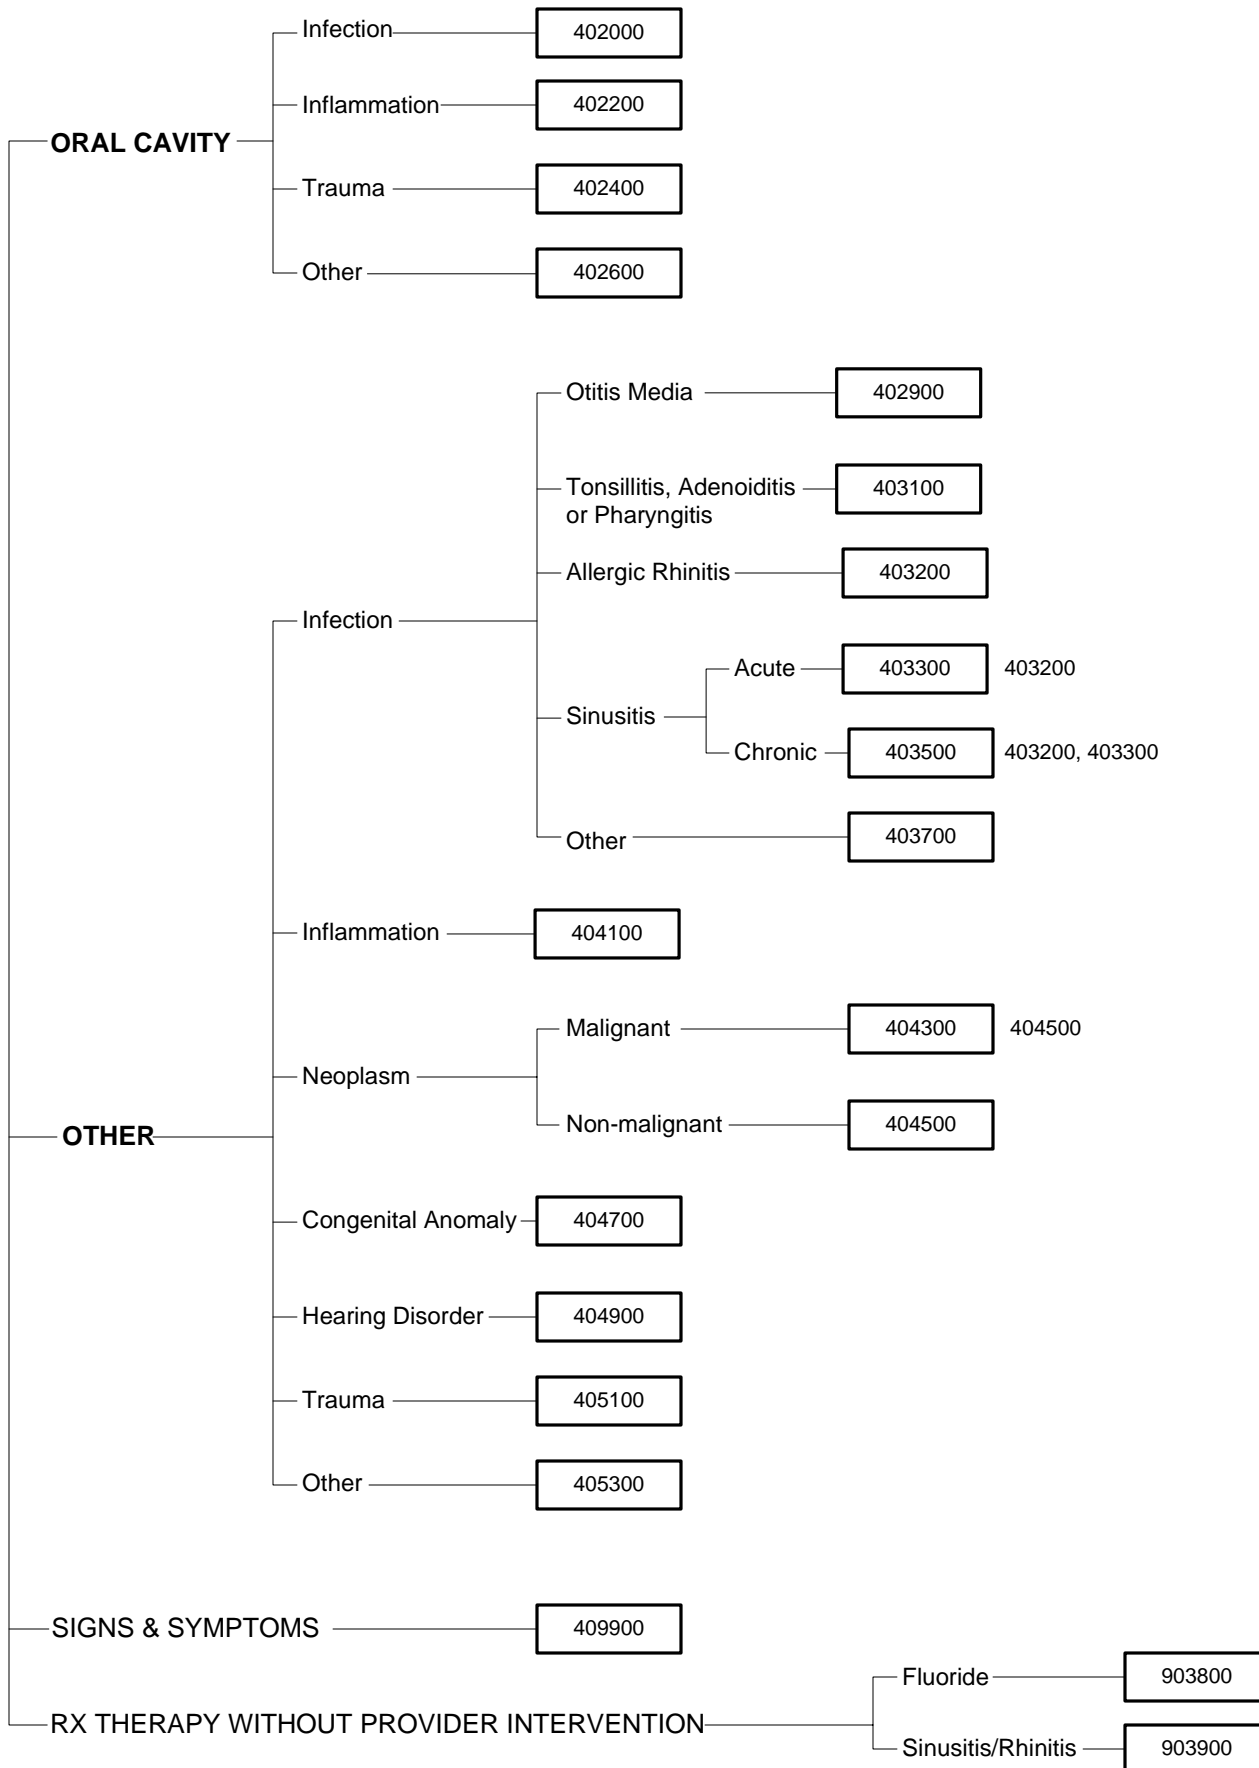 Infection 402000
Inflammation 402200
ORAL CAVITY
Trauma 402400
Other 402600
Otitis Media 402900
Tonsillitis, Adenoiditis 403100
or Pharyngitis
Allergic Rhinitis 403200
Infection
Acute 403300 403200
Sinusitis
Chronic 403500 403200, 403300
Other 403700
Inflammation 404100
Malignant 404300 404500
Neoplasm
Non-malignant 404500
OTHER
Congenital Anomaly 404700
Hearing Disorder 404900
Trauma 405100
Other 405300
SIGNS & SYMPTOMS 409900
Fluoride 903800
RX THERAPY WITHOUT PROVIDER INTERVENTION
Sinusitis/Rhinitis 903900